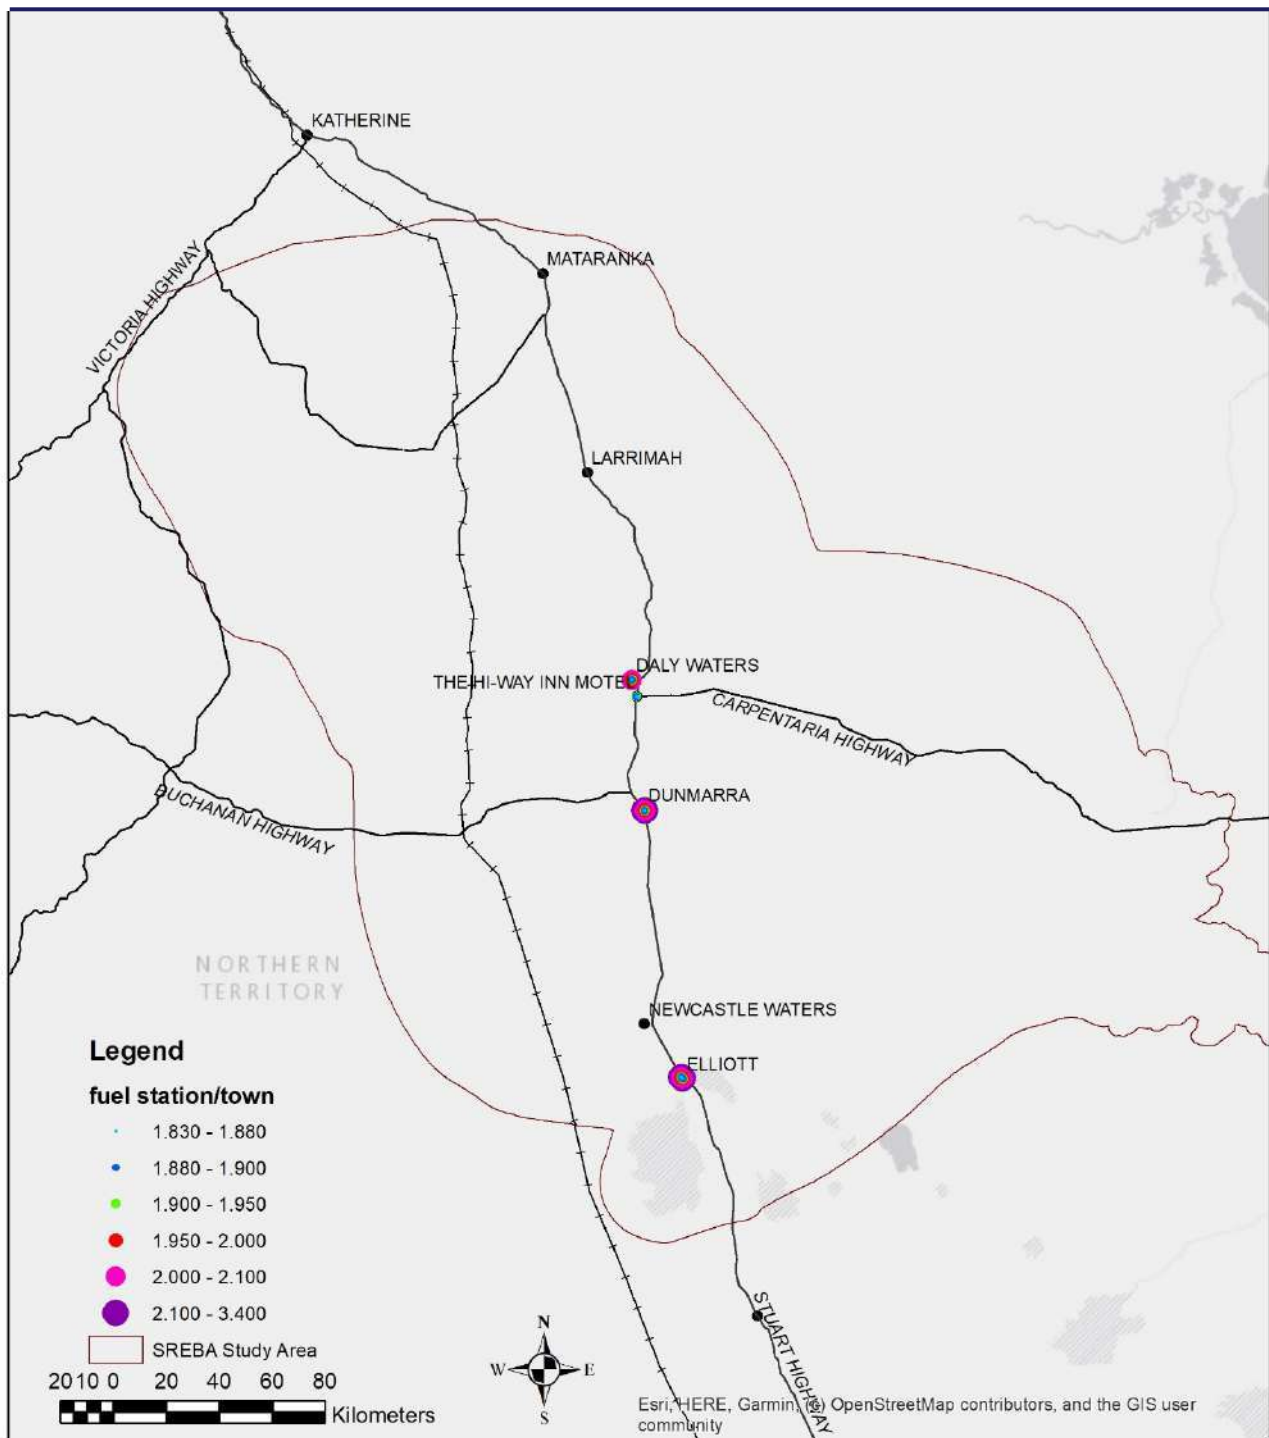 KATHERINE
MATARANKA
VICTORIA HIGHWAY
LARRIMAH
DALY WATERS
THE HI-WAY INN MOTEL
CARPENTARIA HIGHWAY
DUNMARRA
BUCHANAN HIGHWAY
NORTHERN
TERRITORY
NEWCASTLE WATERS
ELLIOTT
Legend
fuel station/town
1.830 - 1.880
1.880 - 1.900
1.900 - 1.950
1.950 - 2.000
2.000 - 2.100
2.100 - 3.400
SREBA Study Area
2010 0 20 40 60 80
Kilometers
N
W E
S
STUART HIGHWAY
Esri, HERE, Garmin, (c) OpenStreetMap contributors, and the GIS user
community